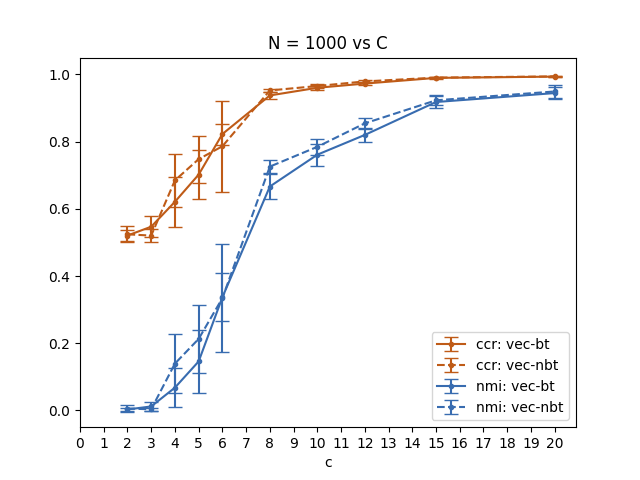 N = 1000 vs C
1.0
0.8
0.6
0.4
0.2
0.0
0 1 2 3 4 5 6 7 8 9 10 11 12 13 14 15 16 17 18 19 20
c
ccr: vec-bt
ccr: vec-nbt
nmi: vec-bt
nmi: vec-nbt